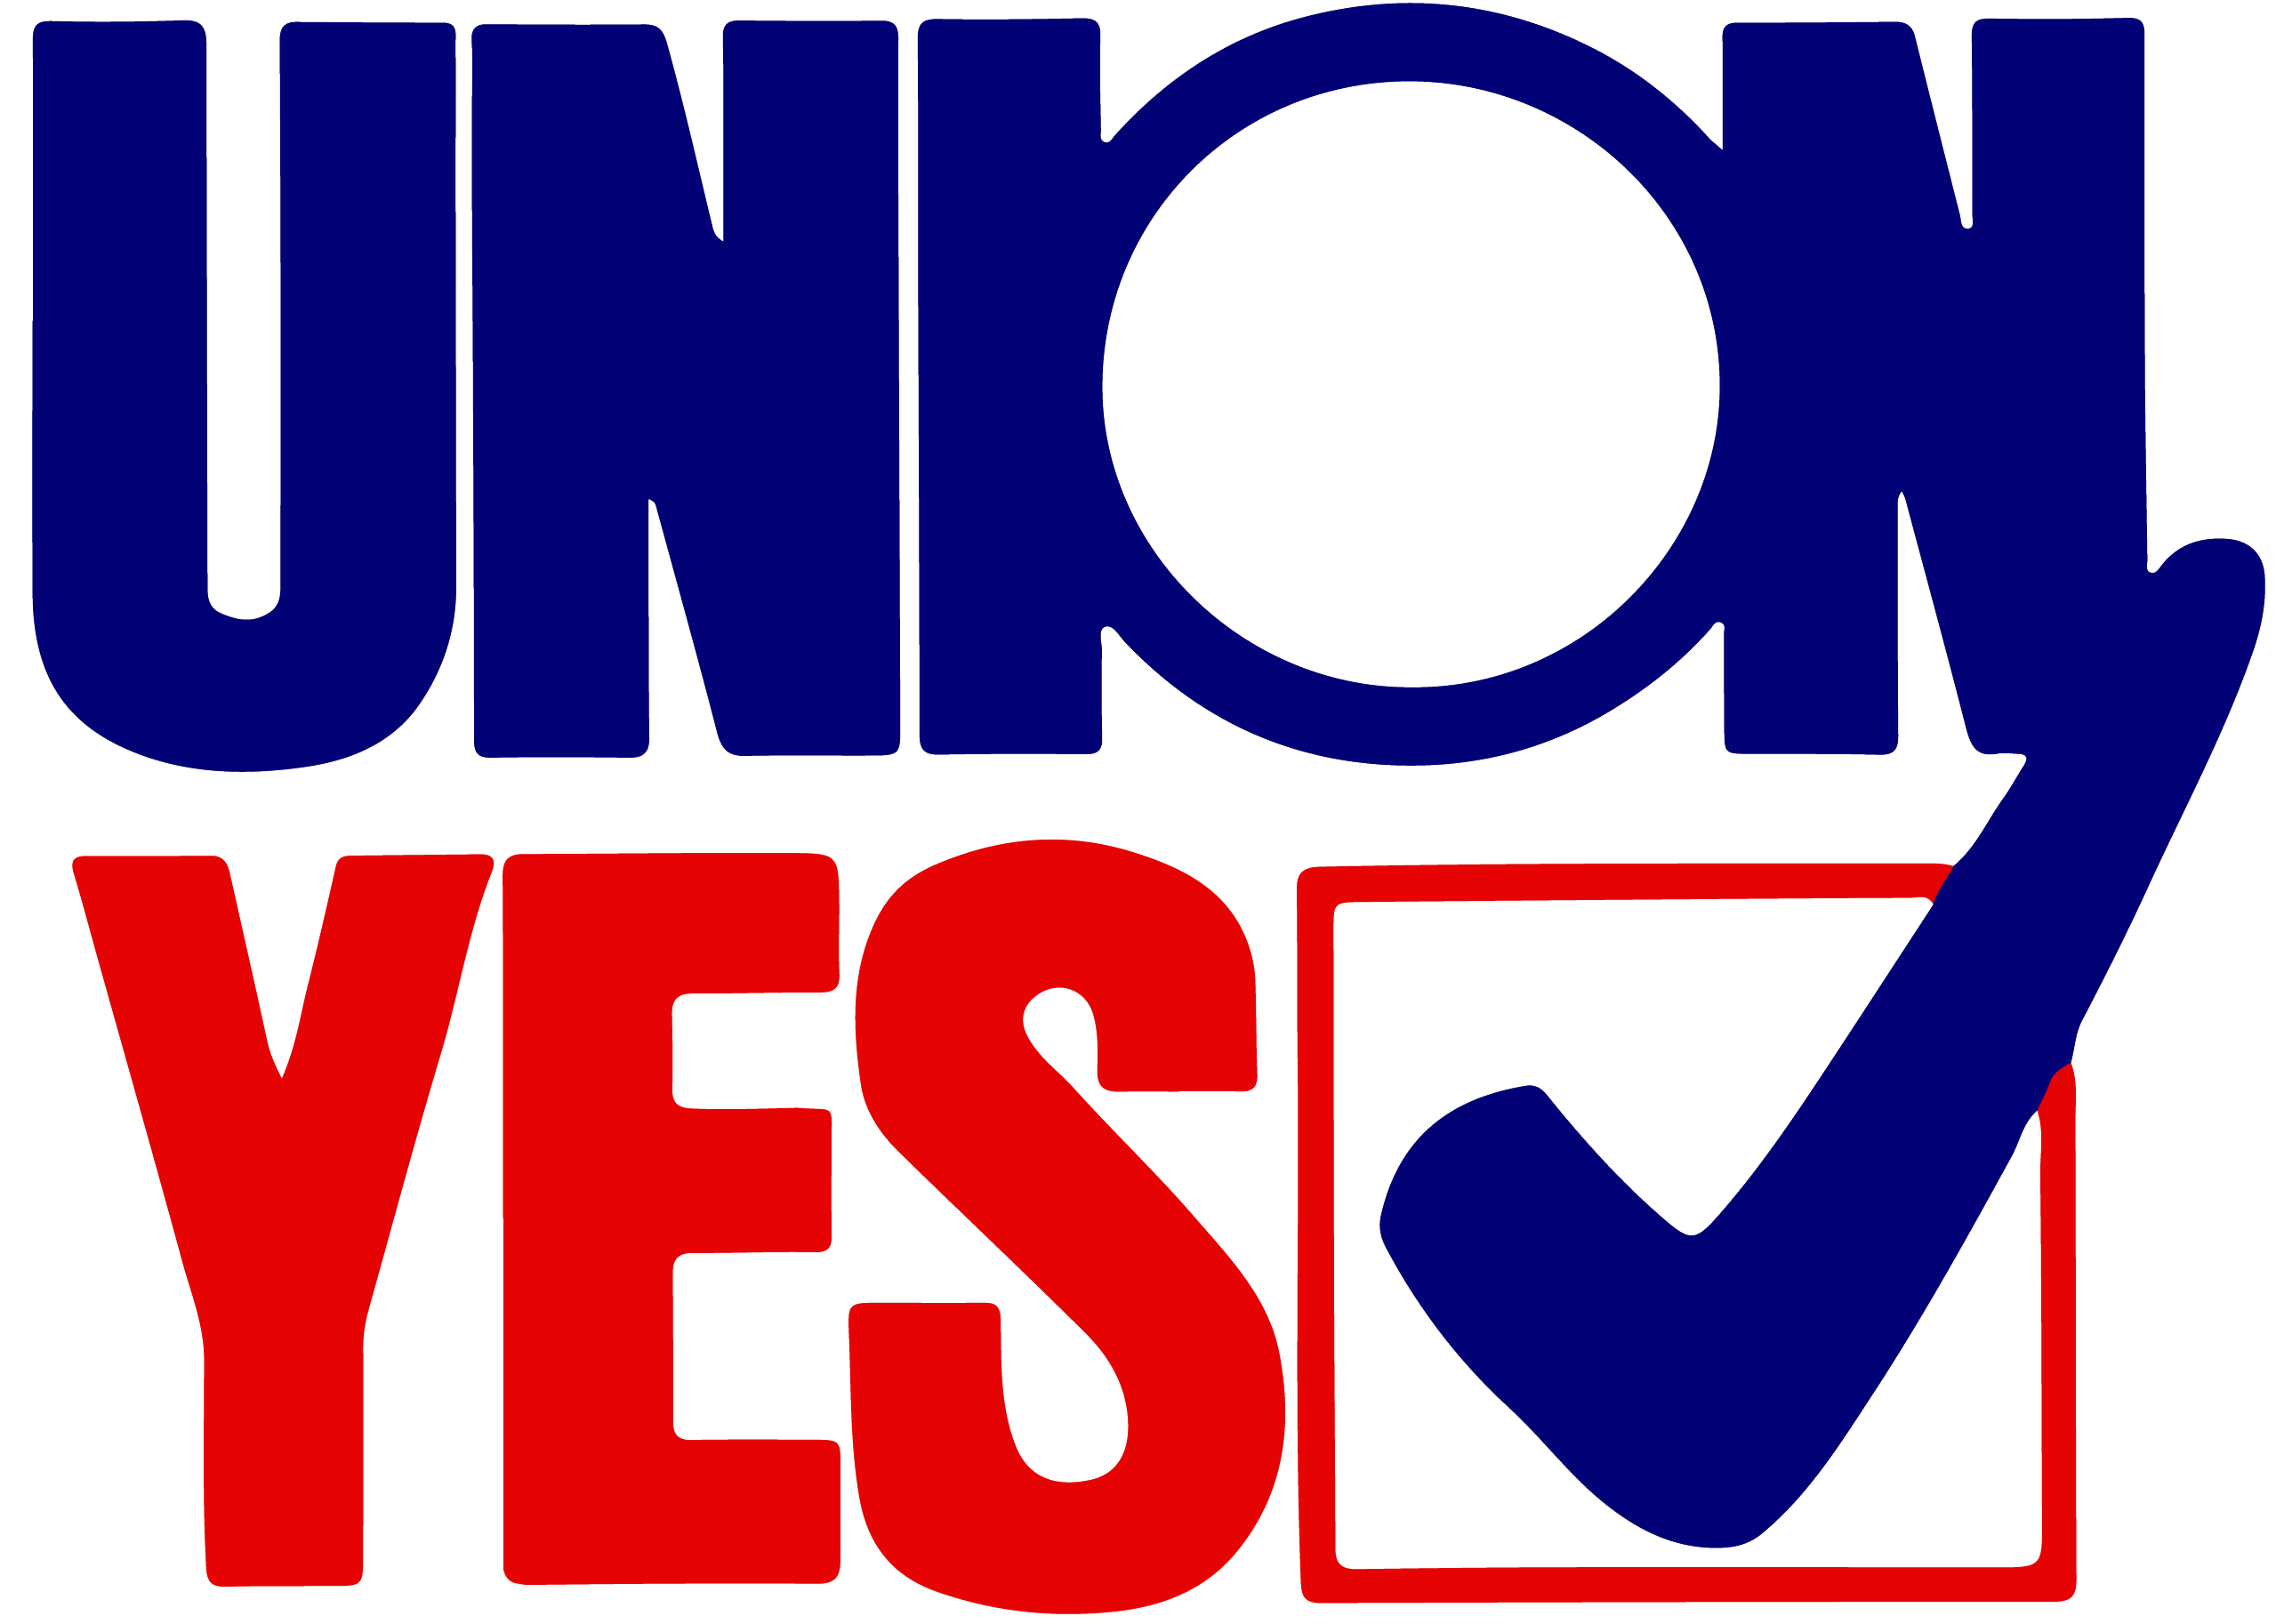 UNION
YES